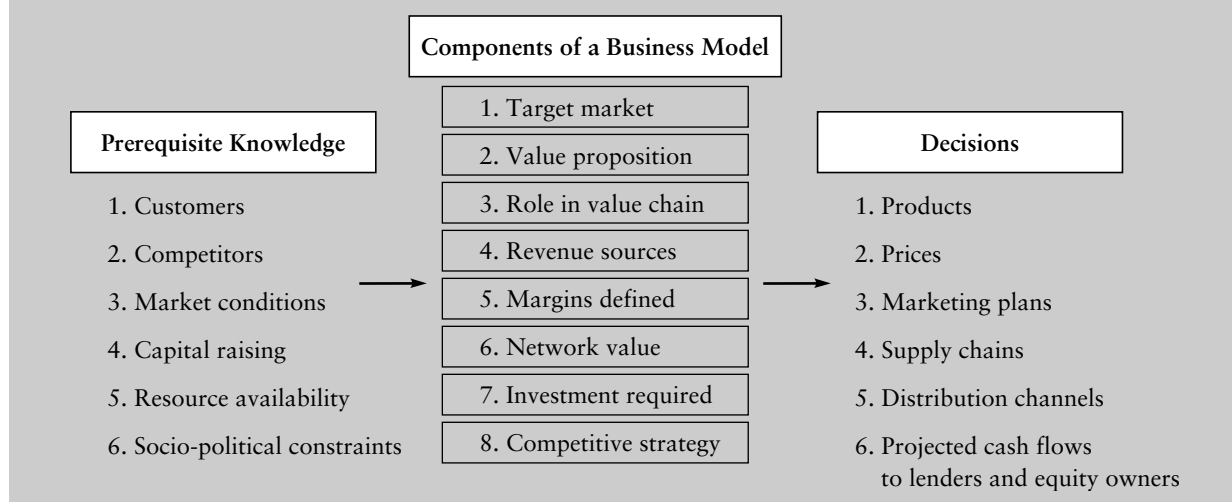 Components of a Business Model
1. Target market
2. Value proposition
3. Role in value chain
4. Revenue sources
5. Margins defined
6. Network value
7. Investment required
8. Competitive strategy
Prerequisite Knowledge
1. Customers
2. Competitors
3. Market conditions
4. Capital raising
5. Resource availability
6. Socio-political constraints
Decisions
1. Products
2. Prices
3. Marketing plans
4. Supply chains
5. Distribution channels
6. Projected cash flows
to lenders and equity owners